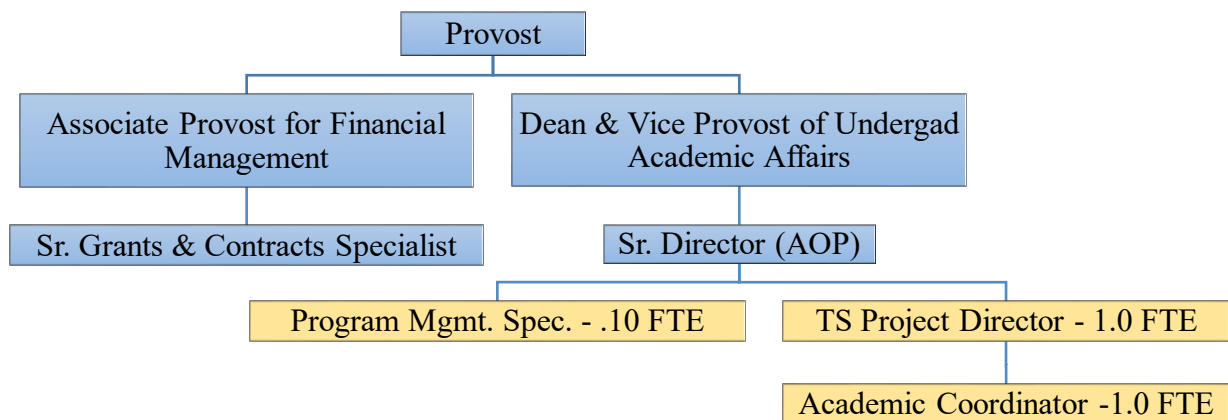 Provost
Associate Provost for Financial
Management
Dean & Vice Provost of Undergad
Academic Affairs
Sr. Grants & Contracts Specialist
Sr. Director (AOP)
Program Mgmt. Spec. - .10 FTE
TS Project Director - 1.0 FTE
Academic Coordinator -1.0 FTE